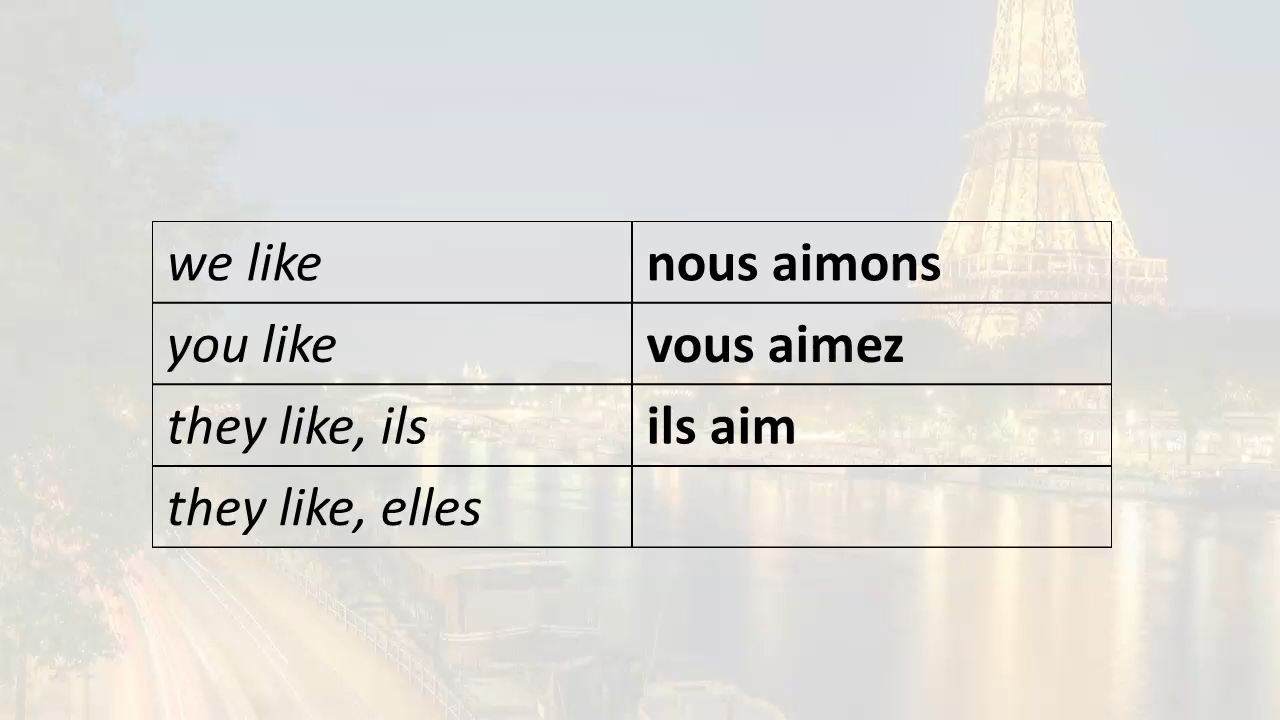 we like nous aimons
you like vous aimez
they like, ils ils aim
they like, elles